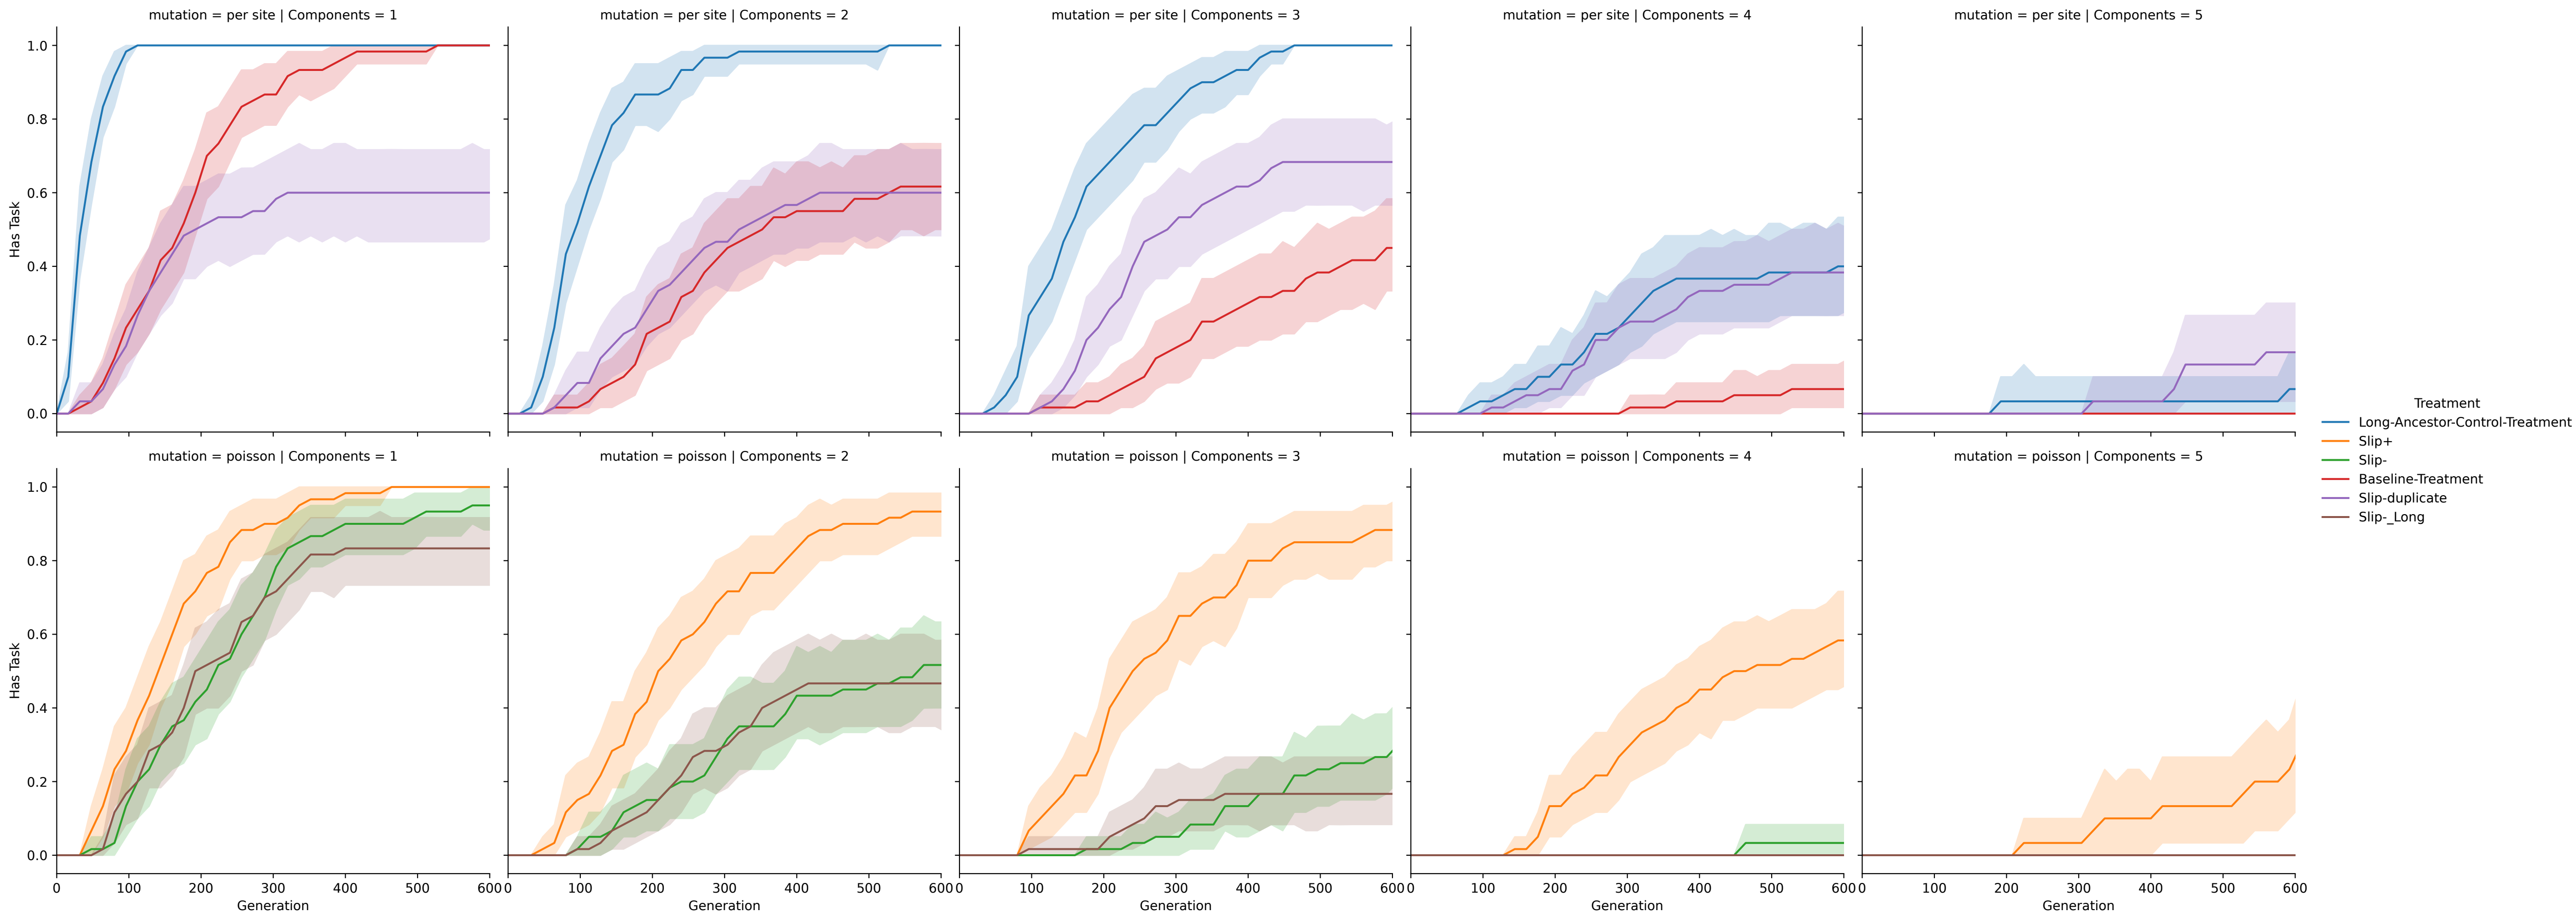 mutation = per site | Components = 1
mutation = per site | Components = 2
mutation = per site | Components = 3
mutation = per site | Components = 4
mutation = per site | Components = 5
1.0
0.8
0.6
0.4
0.2
0.0
Has Task
Treatment
Long-Ancestor-Control-Treatment
Slip+
Slip-
Baseline-Treatment
Slip-duplicate
Slip-_Long
mutation = poisson | Components = 1
mutation = poisson | Components = 2
mutation = poisson | Components = 3
mutation = poisson | Components = 4
mutation = poisson | Components = 5
1.0
0.8
0.6
0.4
0.2
0.0
Has Task
0 100 200 300 400 500 600
0 100 200 300 400 500 600
0 100 200 300 400 500 600
0 100 200 300 400 500 600
0 100 200 300 400 500 600
Generation
Generation
Generation
Generation
Generation